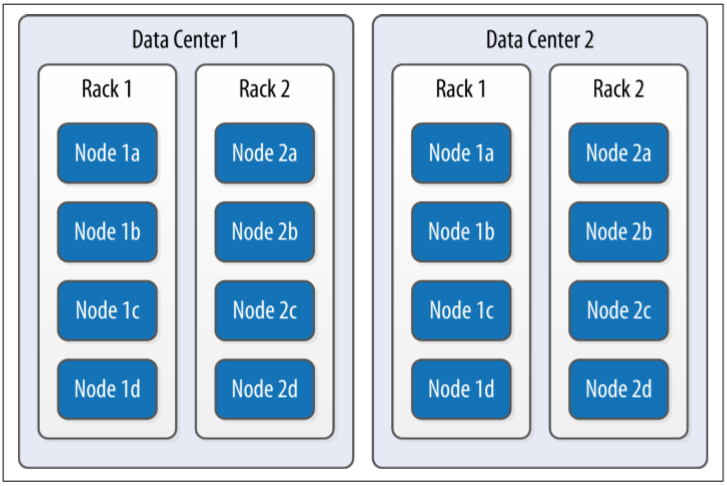 Data Center 1
Rack 1
Node 1a
Node 1b
Node 1c
Node 1d
Rack 2
Node 2a
Node 2b
Node 2c
Node 2d
Data Center 2
Rack 1
Node 1a
Node 1b
Node 1c
Node 1d
Rack 2
Node 2a
Node 2b
Node 2c
Node 2d